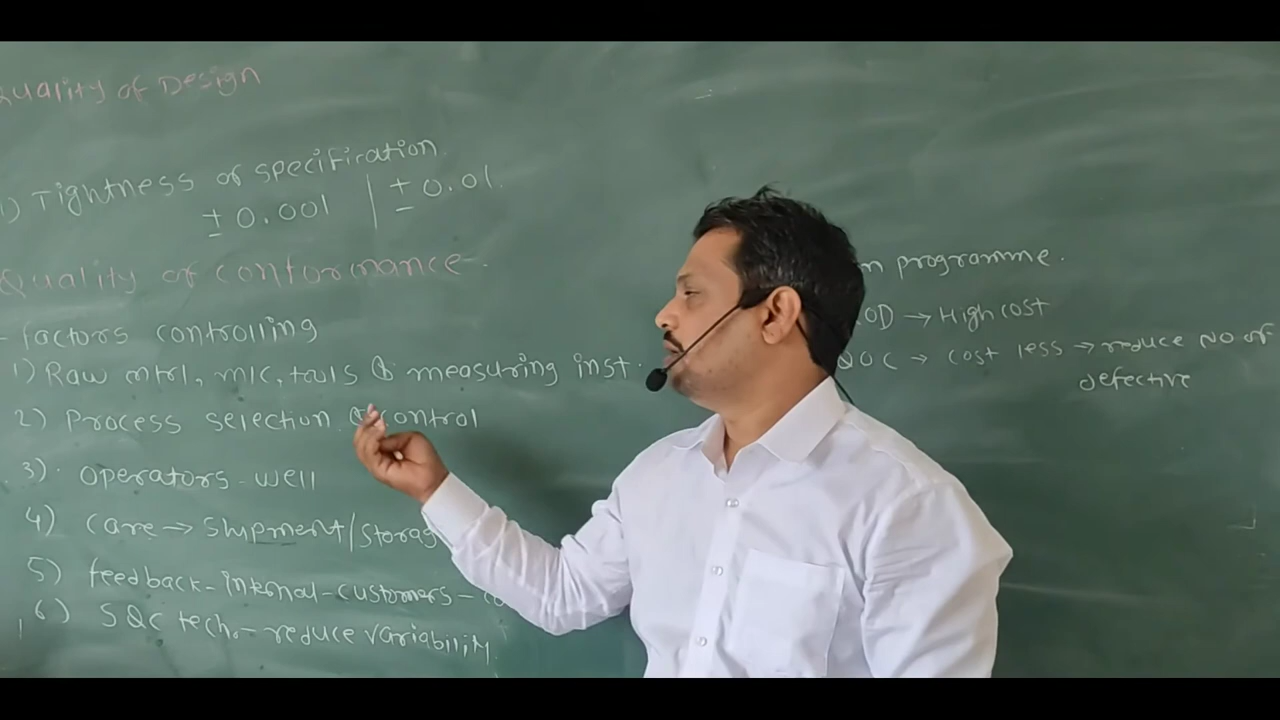 Quality of Design
1) Tightness of specification
± 0.001 | ± 0.01
Quality of conformance -
- factors controlling
1) Raw mtrl, m/c, tools & measuring inst.
2) Process selection & control
3) operators - well
4) care → shipment/storag
5) feedback - internal - customers -
6) SQC tech. - reduce variability
n programme.
OD → High cost
QOC → cost less → reduce NO of
defective